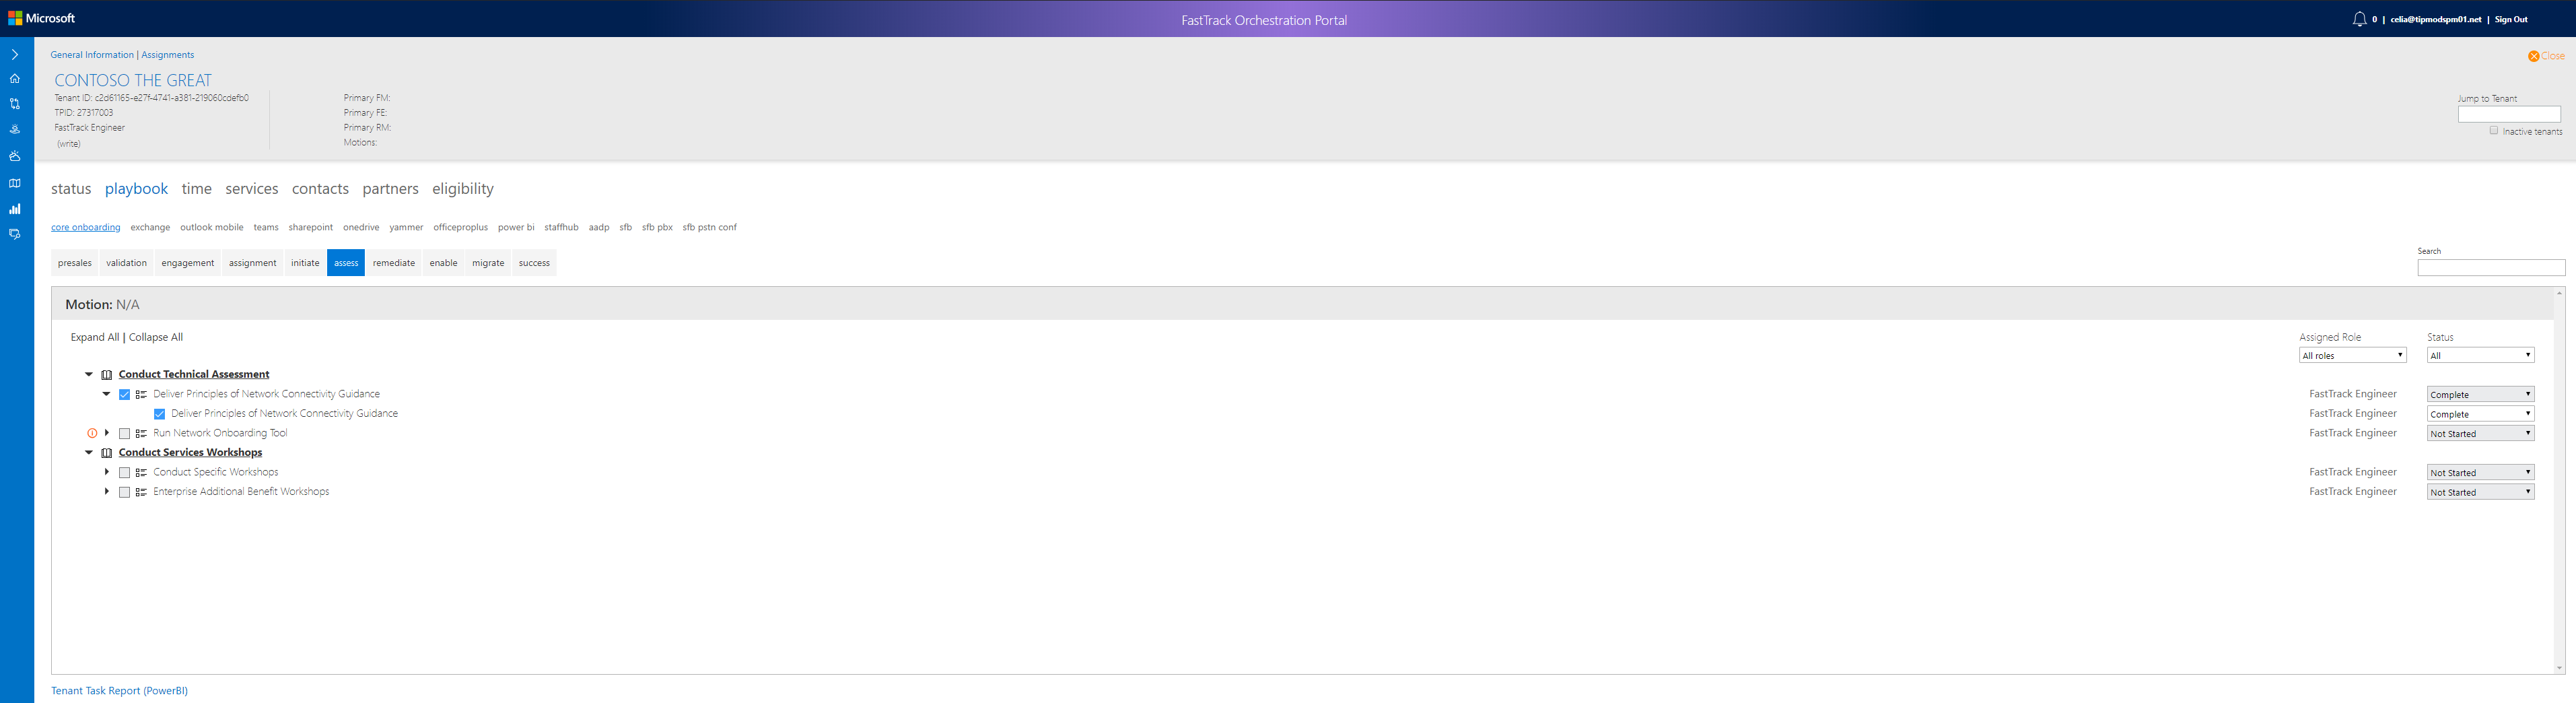 Microsoft
FastTrack Orchestration Portal
0 | celia@tipmodspm01.net | Sign Out
General Information | Assignments
Close
CONTOSO THE GREAT
Tenant ID: c2d61165-e27f-4741-a381-219060cdefb0
TPID: 27317003
FastTrack Engineer
(write)
Primary FM:
Primary FE:
Primary RM:
Motions:
Jump to Tenant
Inactive tenants
status playbook time services contacts partners eligibility
core onboarding exchange outlook mobile teams sharepoint onedrive yammer officeproplus power bi staffhub aadp sfb sfb pbx sfb pstn conf
presales validation engagement assignment initiate assess remediate enable migrate success
Search
Motion: N/A
Expand All | Collapse All
Assigned Role
Status
All roles
All
Conduct Technical Assessment
Deliver Principles of Network Connectivity Guidance FastTrack Engineer Complete
Deliver Principles of Network Connectivity Guidance FastTrack Engineer Complete
Run Network Onboarding Tool FastTrack Engineer Not Started
Conduct Services Workshops
Conduct Specific Workshops FastTrack Engineer Not Started
Enterprise Additional Benefit Workshops FastTrack Engineer Not Started
Tenant Task Report (PowerBI)